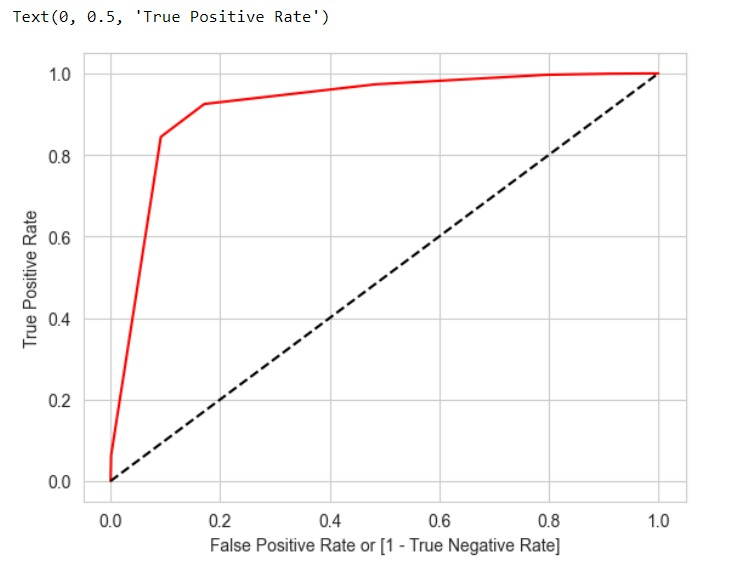 Text(0, 0.5, 'True Positive Rate')
1.0
0.8
0.6
0.4
0.2
0.0
True Positive Rate
0.0 0.2 0.4 0.6 0.8 1.0
False Positive Rate or [1 - True Negative Rate]